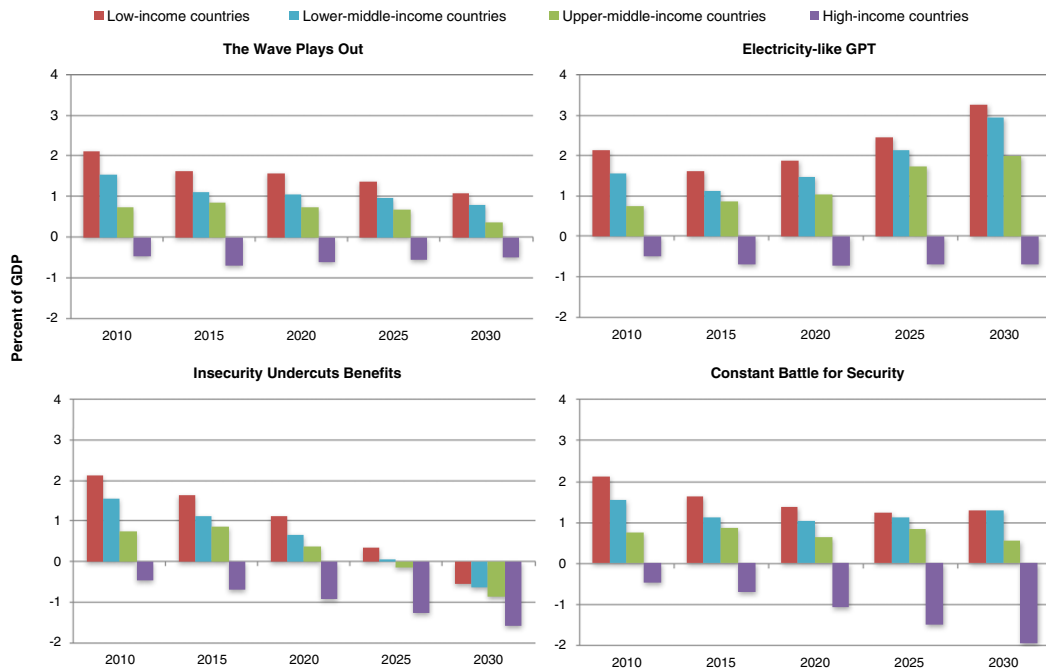 Low-income countries Lower-middle-income countries Upper-middle-income countries High-income countries
The Wave Plays Out
4
3
2
1
0
-1
-2
2010 2015 2020 2025 2030
Electricity-like GPT
4
3
2
1
0
-1
-2
2010 2015 2020 2025 2030
Percent of GDP
Insecurity Undercuts Benefits
4
3
2
1
0
-1
-2
2010 2015 2020 2025 2030
Constant Battle for Security
4
3
2
1
0
-1
-2
2010 2015 2020 2025 2030